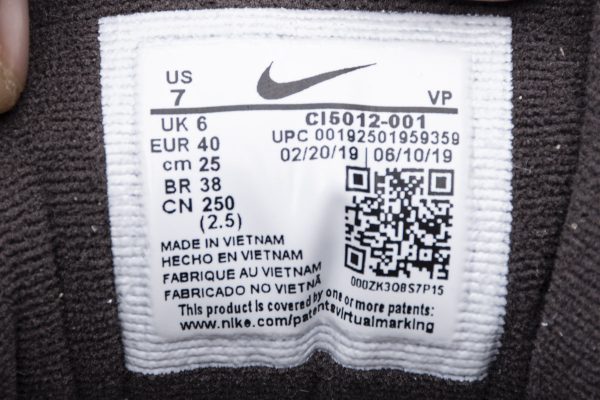 US
7
VP
UK 6
EUR 40
cm 25
BR 38
CN 250
(2.5)
CI5012-001
UPC 00192501959359
02/20/19 | 06/10/19
000ZK3OBS7P15
MADE IN VIETNAM
HECHO EN VIETNAM
FABRIQUE AU VIETNAM
FABRICADO NO VIETNÃ
This product is covered by one or more patents:
www.nike.com/patentsvirtualmarking